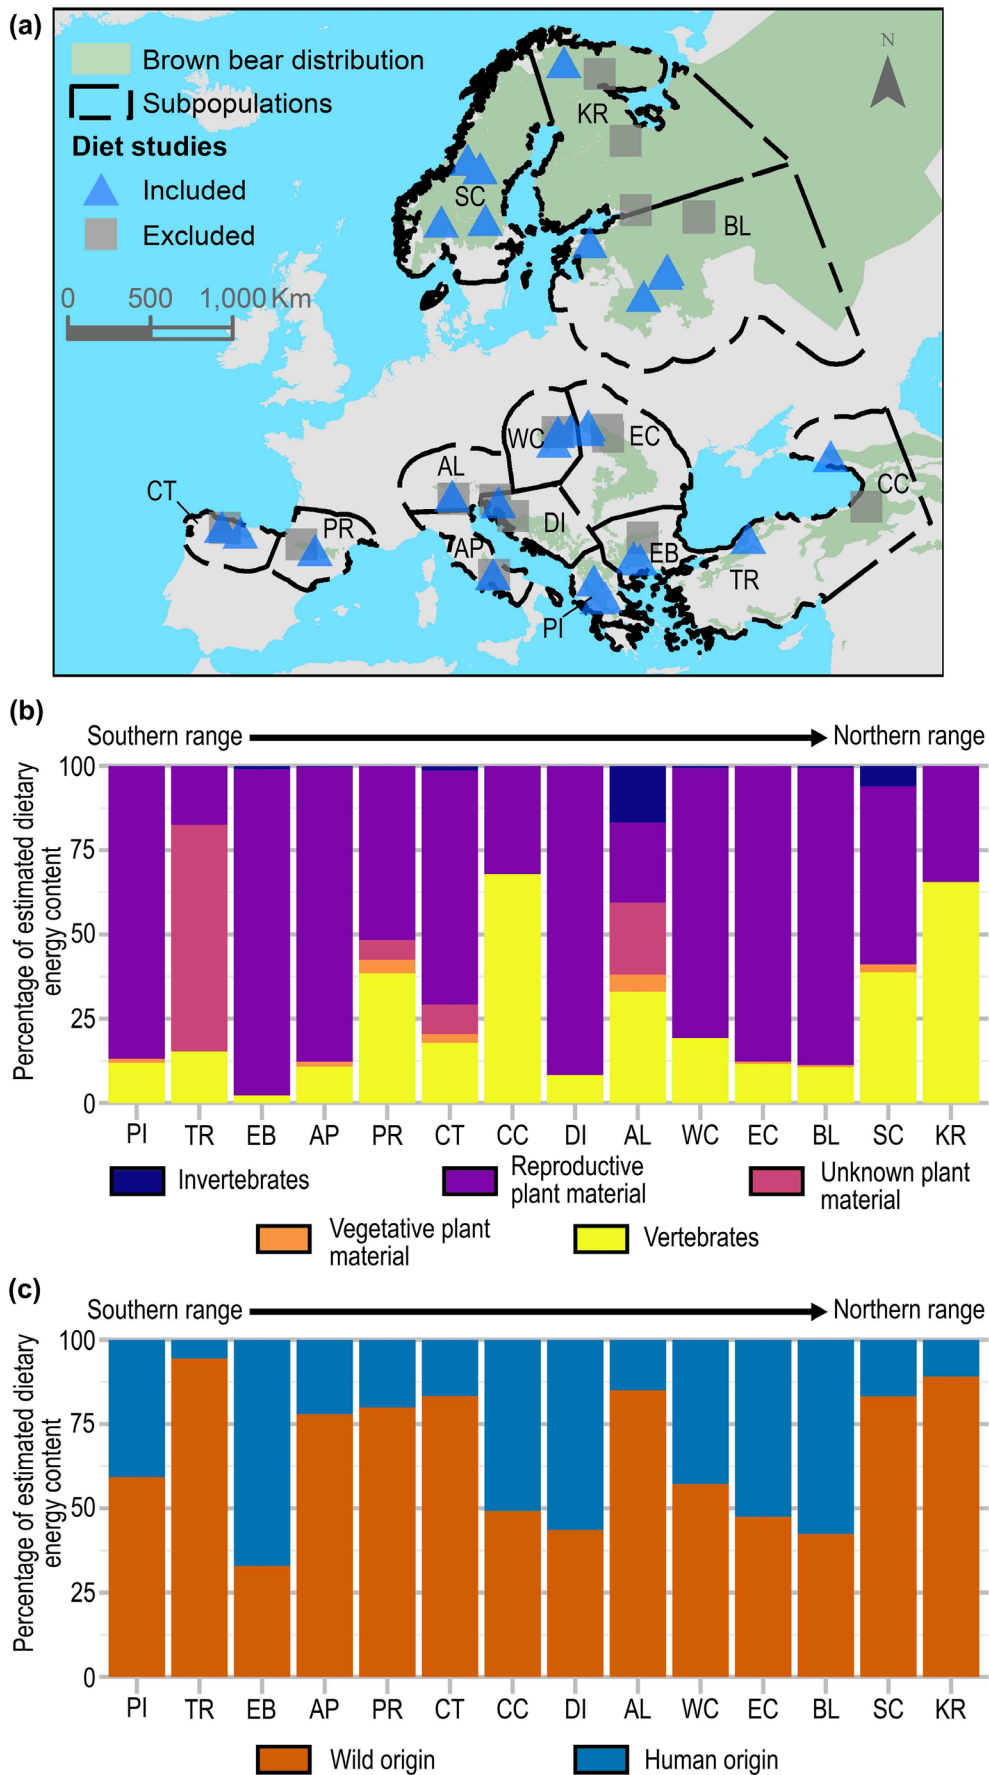 (a)
Brown bear distribution
Subpopulations
Diet studies
Included
Excluded
0 500 1,000 Km
N
KR
SC
BL
WC
EC
AL
CC
CT
PR
DI
AP
EB
TR
PI
(b)
Southern range
Northern range
Percentage of estimated dietary
energy content
100
75
50
25
0
PI TR EB AP PR CT CC DI AL WC EC BL SC KR
Invertebrates
Reproductive
plant material
Unknown plant
material
Vegetative plant
material
Vertebrates
(c)
Southern range
Northern range
Percentage of estimated dietary
energy content
100
75
50
25
0
PI TR EB AP PR CT CC DI AL WC EC BL SC KR
Wild origin
Human origin